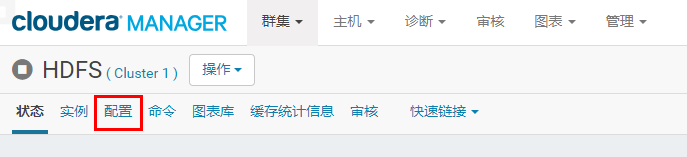 cloudera MANAGER 群集 主机 诊断 审核 图表 管理
HDFS ( Cluster 1 ) 操作
状态 实例 配置 命令 图表库 缓存统计信息 审核 快速链接